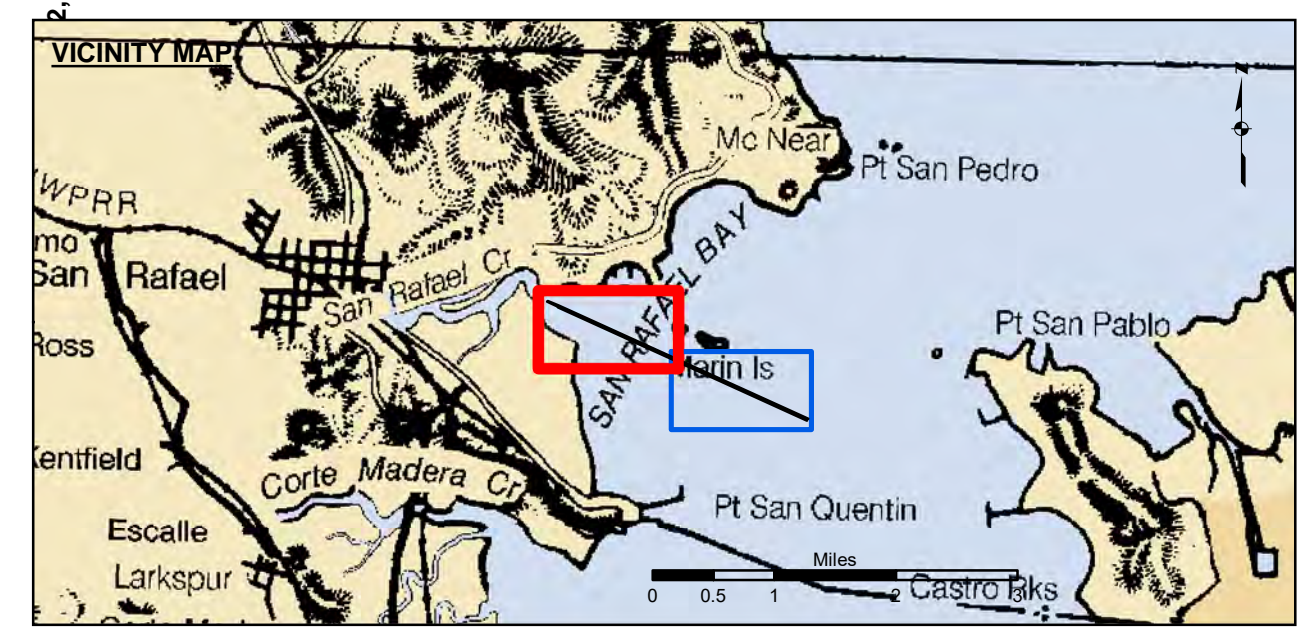 VICINITY MAP
N
Mc Near
Pt San Pedro
WPRR
mo
San Rafael
San Rafael Cr
SAN RAFAEL BAY
Pt San Pablo
Ross
Marin Is
Kentfield
Corte Madera Cr
Pt San Quentin
Escalle
Larkspur
Miles
0 0.5 1 2 3
Castro Rks